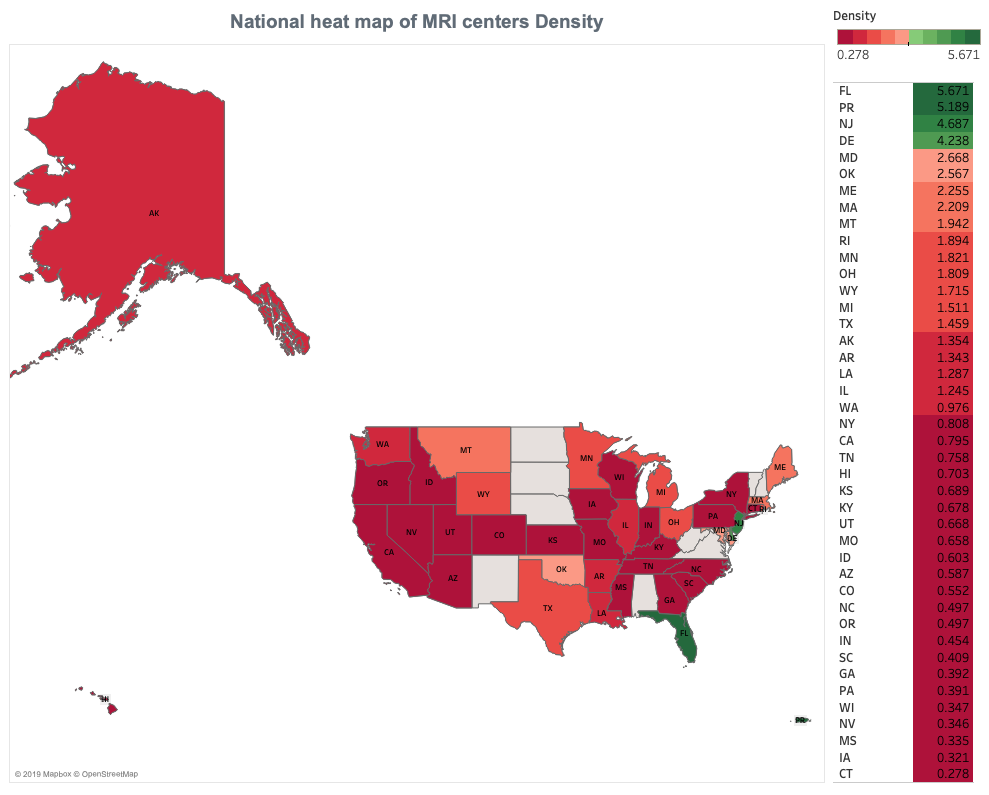 National heat map of MRI centers Density
Density
0.278 5.671
FL 5.671
PR 5.189
NJ 4.687
DE 4.238
MD 2.668
OK 2.567
ME 2.255
MA 2.209
MT 1.942
RI 1.894
MN 1.821
OH 1.809
WY 1.715
MI 1.511
TX 1.459
AK 1.354
AR 1.343
LA 1.287
IL 1.245
WA 0.976
NY 0.808
CA 0.795
TN 0.758
HI 0.703
KS 0.689
KY 0.678
UT 0.668
MO 0.658
ID 0.603
AZ 0.587
CO 0.552
NC 0.497
OR 0.497
IN 0.454
SC 0.409
GA 0.392
PA 0.391
WI 0.347
NV 0.346
MS 0.335
IA 0.321
CT 0.278
AK
WA
MT
MN
ME
OR
ID
WY
WI
MI
NY
MA
CT
RI
IA
PA
NJ
NV
UT
CO
IL
IN
OH
MD
DE
CA
KS
MO
KY
AZ
OK
AR
TN
NC
SC
MS
GA
TX
LA
FL
HI
PR
© 2019 Mapbox © OpenStreetMap